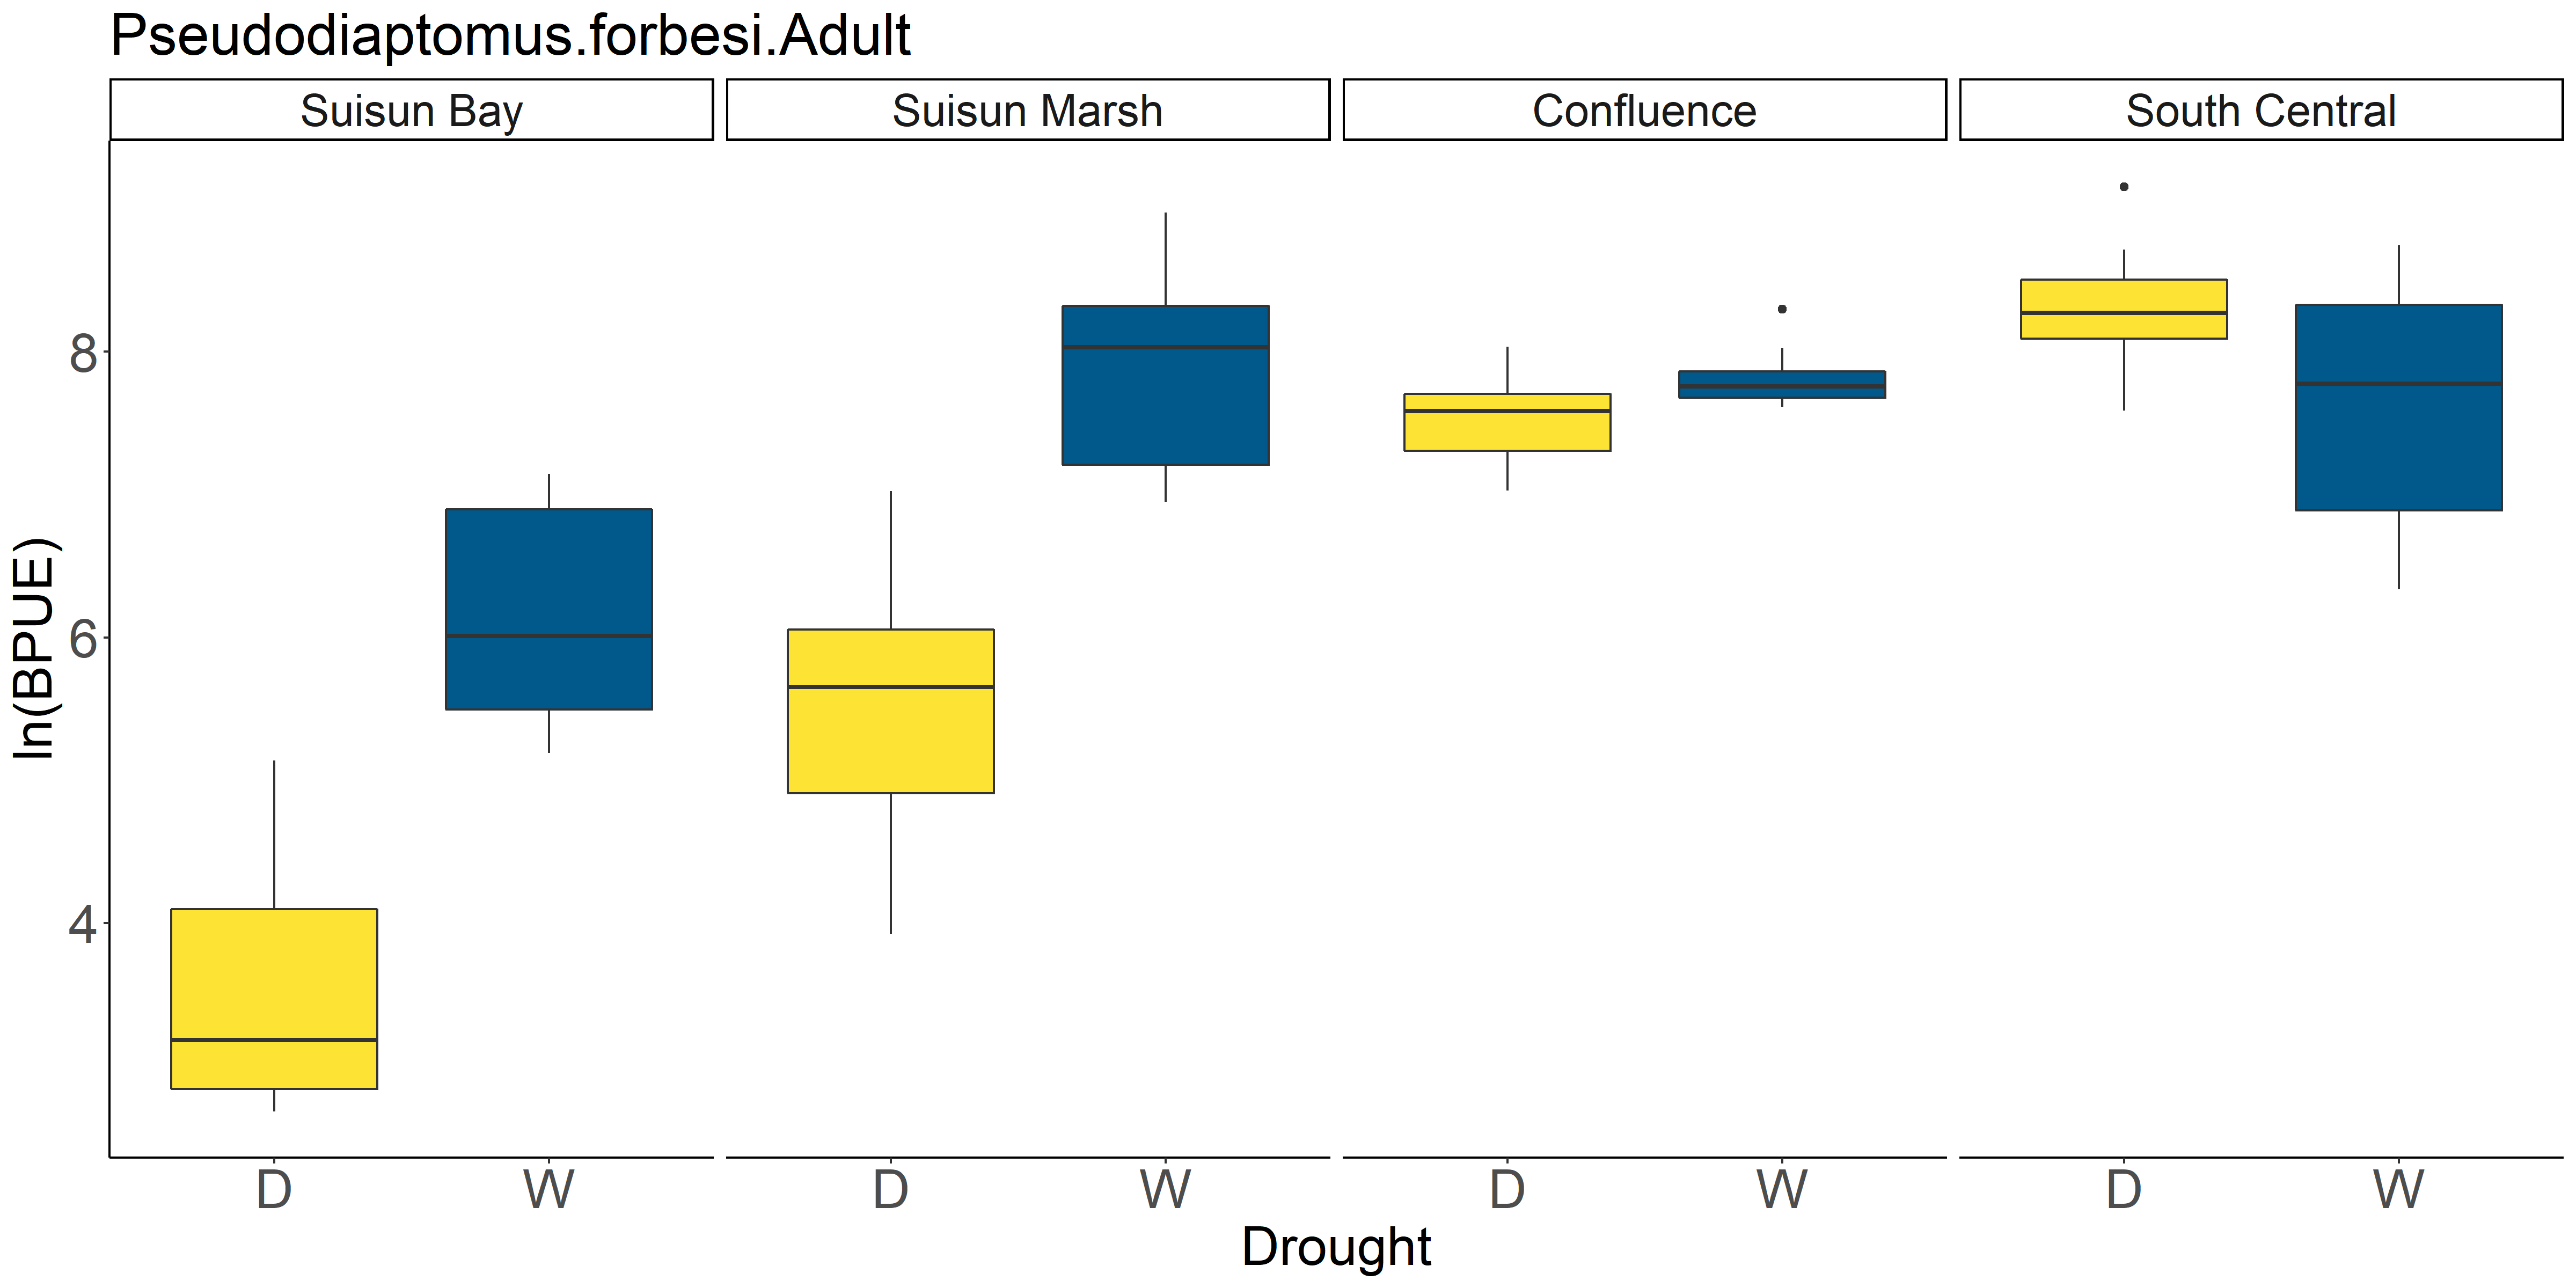 Pseudodiaptomus.forbesi.Adult
Suisun Bay
Suisun Marsh
Confluence
South Central
ln(BPUE)
8
6
4
D
W
D
W
D
W
D
W
Drought